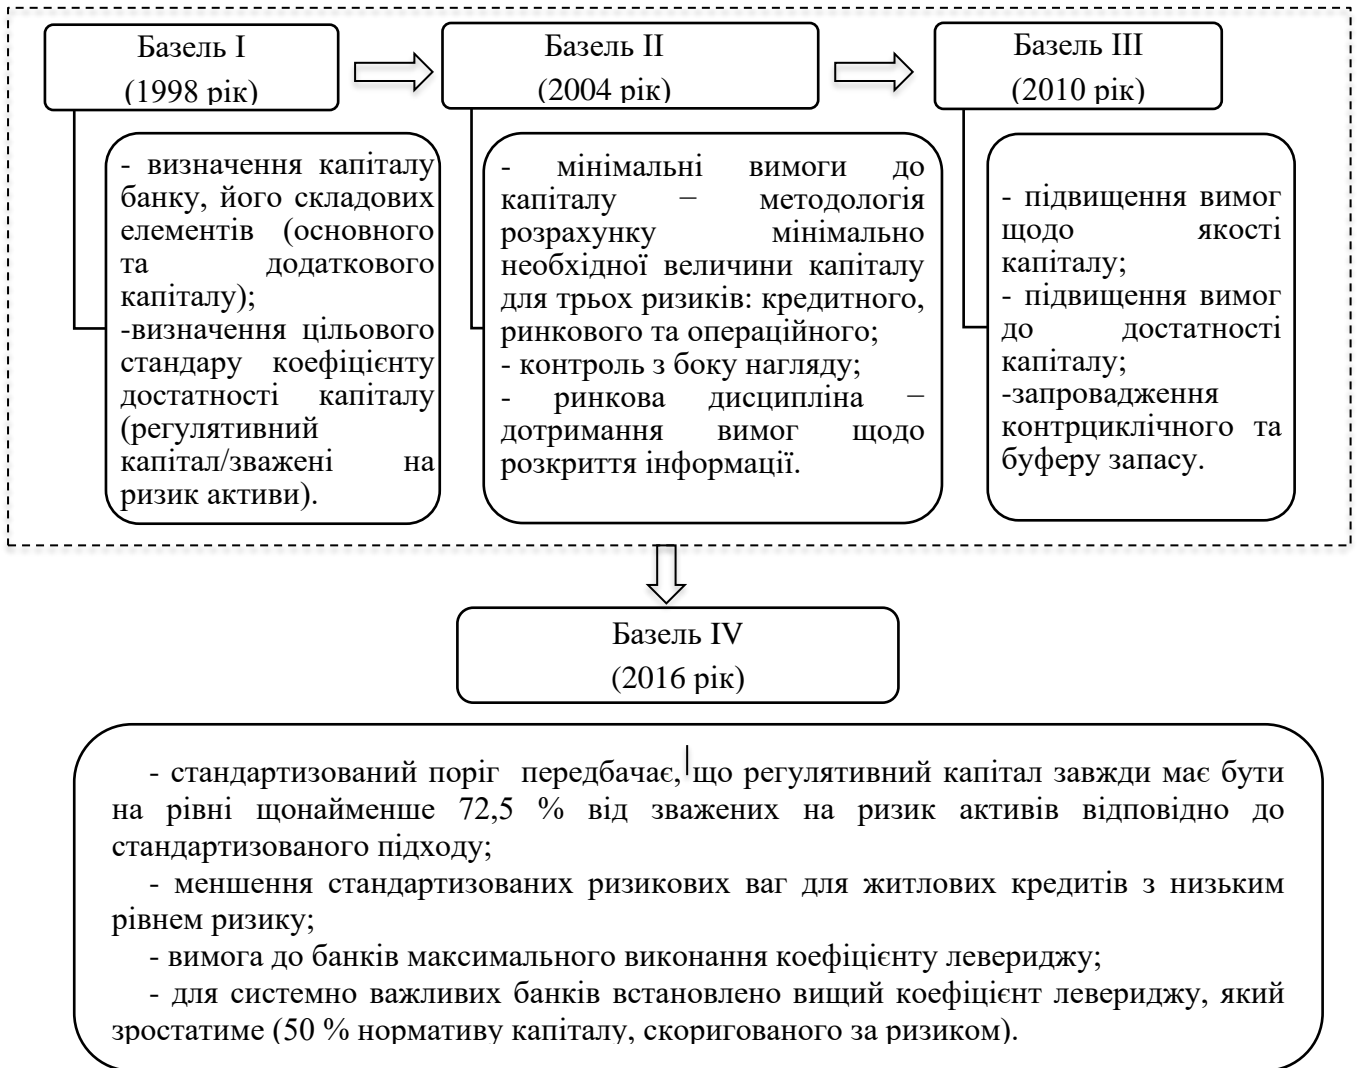 Базель І
(1998 рік)
Базель ІІ
(2004 рік)
Базель ІІІ
(2010 рік)
- визначення капіталу
банку, його складових
елементів (основного
та додаткового
капіталу);
-визначення цільового
стандару коефіцієнту
достатності капіталу
(регулятивний
капітал/зважені на
ризик активи).
- мінімальні вимоги до
капіталу − методологія
розрахунку мінімально
необхідної величини капіталу
для трьох ризиків: кредитного,
ринкового та операційного;
- контроль з боку нагляду;
- ринкова дисципліна −
дотримання вимог щодо
розкриття інформації.
- підвищення вимог
щодо якості
капіталу;
- підвищення вимог
до достатності
капіталу;
-запровадження
контрциклічного та
буферу запасу.
Базель IV
(2016 рік)
- стандартизований поріг передбачає, що регулятивний капітал завжди має бути
на рівні щонайменше 72,5 % від зважених на ризик активів відповідно до
стандартизованого підходу;
- меншення стандартизованих ризикових ваг для житлових кредитів з низьким
рівнем ризику;
- вимога до банків максимального виконання коефіцієнту левериджу;
- для системно важливих банків встановлено вищий коефіцієнт левериджу, який
зростатиме (50 % нормативу капіталу, скоригованого за ризиком).